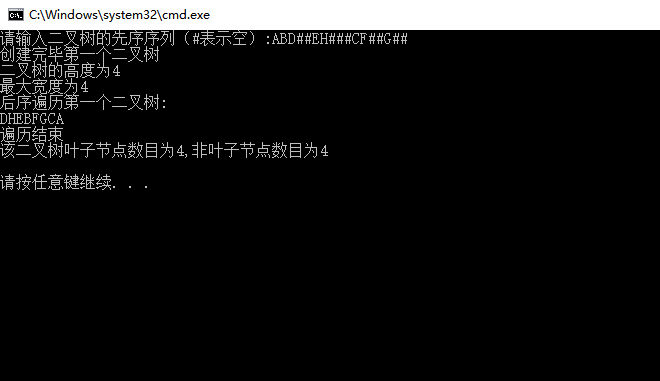 C:\Windows\system32\cmd.exe
请输入二叉树的先序序列（#表示空）:ABD##EH###CF##G##
创建完毕第一个二叉树
二叉树的高度为4
最大宽度为4
后序遍历第一个二叉树:
DHEBFGCA
遍历结束
该二叉树叶子节点数目为4,非叶子节点数目为4
请按任意键继续. . .